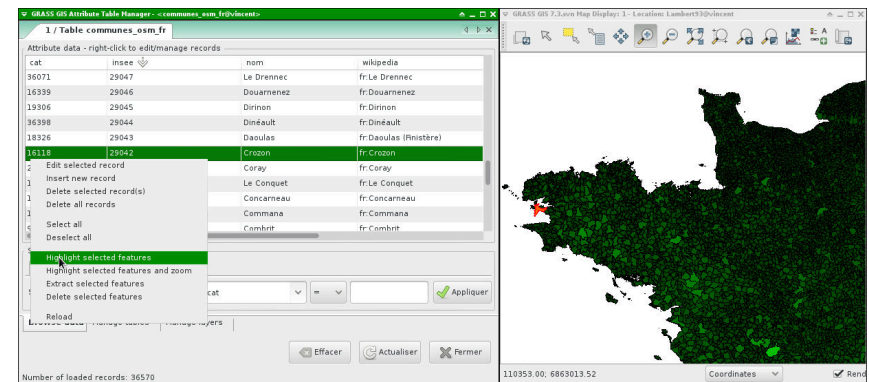 GRASS GIS Attribute Table Manager - <communes_osm_fr@vincent>
1 / Table communes_osm_fr
Attribute data - right-click to edit/manage records
cat insee nom wikipedia
36071 29047 Le Drennec fr:Le Drennec
16339 29046 Douarnenez fr:Douarnenez
19306 29045 Dirinon fr:Dirinon
36398 29044 Dinéault fr:Dinéault
18326 29043 Daoulas fr:Daoulas (Finistère)
16118 29042 Crozon fr:Crozon
Coray fr:Coray
Le Conquet fr:Le Conquet
Concarneau fr:Concarneau
Commana fr:Commana
Combrit fr:Combrit
Edit selected record
Insert new record
Delete selected record(s)
Delete all records
Select all
Deselect all
Highlight selected features
Highlight selected features and zoom
Extract selected features
Delete selected features
Reload
cat = Appliquer
Browse data Manage tables Manage layers
Effacer Actualiser Fermer
Number of loaded records: 36570
GRASS GIS 7.3.svn Map Display: 1 - Location: Lambert93@vincent
110353.00; 6863013.52 Coordinates Rend